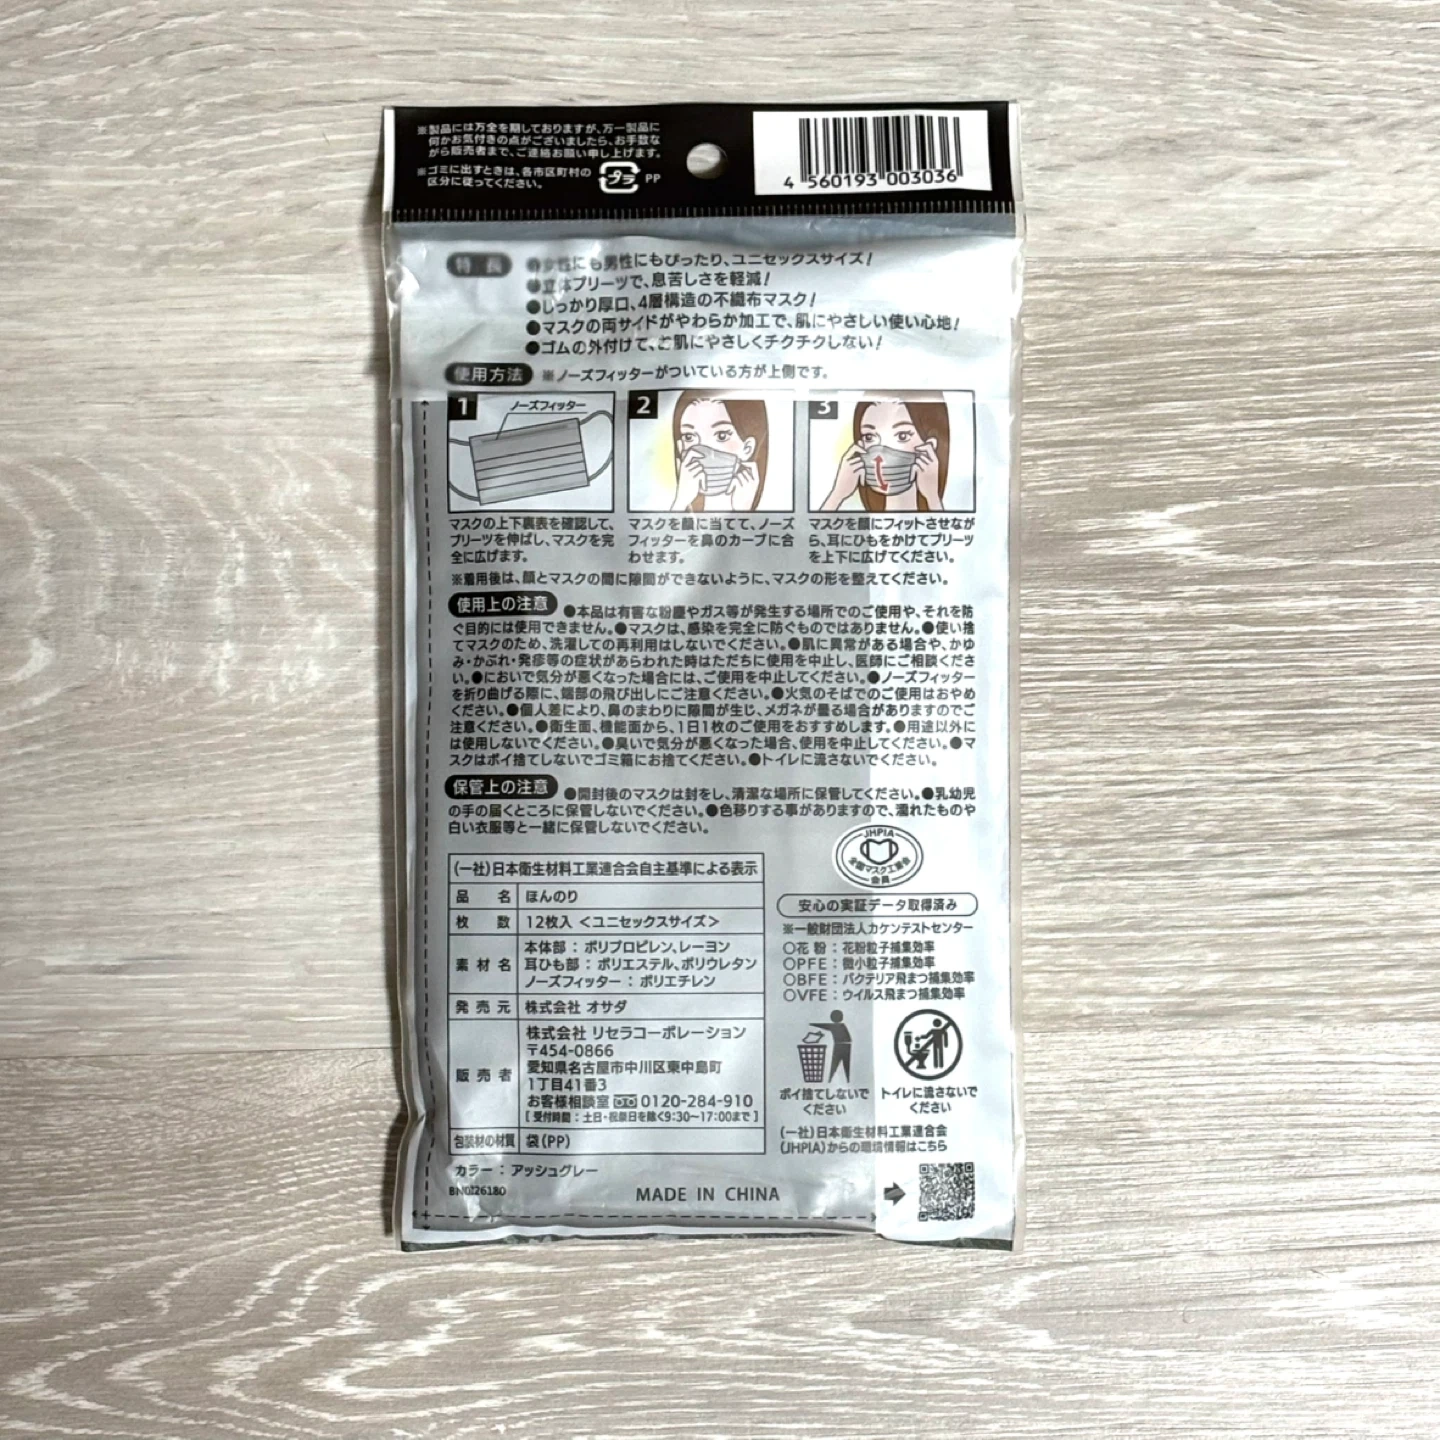 ※製品には万全を期しておりますが、万一製品に
何かお気付きの点がございましたら、お手数な
がら販売者まで、ご連絡お願い申し上げます。
※ゴミに出すときは、各市区町村の
区分に従ってください。
プラ PP
4 560193 003036
特長
●女性にも男性にもぴったり、ユニセックスサイズ!
●立体プリーツで、息苦しさを軽減!
●しっかり厚口、4層構造の不織布マスク!
●マスクの両サイドがやわらか加工で、肌にやさしい使い心地!
●ゴムの外付けで、お肌にやさしくチクチクしない!
使用方法 ※ノーズフィッターがついている方が上側です。
1 ノーズフィッター
マスクの上下裏表を確認して、
プリーツを伸ばし、マスクを完
全に広げます。
2
マスクを顔に当てて、ノーズ
フィッターを鼻のカーブに合
わせます。
3
マスクを顔にフィットさせなが
ら、耳にひもをかけてプリーツ
を上下に広げてください。
※着用後は、顔とマスクの間に隙間ができないように、マスクの形を整えてください。
使用上の注意 ●本品は有害な粉塵やガス等が発生する場所でのご使用や、それを防
ぐ目的には使用できません。●マスクは、感染を完全に防ぐものではありません。●使い捨
てマスクのため、洗濯しての再利用はしないでください。●肌に異常がある場合や、かゆ
み・かぶれ・発疹等の症状があらわれた時はただちに使用を中止し、医師にご相談くださ
い。●においで気分が悪くなった場合には、ご使用を中止してください。●ノーズフィッター
を折り曲げる際に、端部の飛び出しにご注意ください。●火気のそばでのご使用はおやめ
ください。●個人差により、鼻のまわりに隙間が生じ、メガネが曇る場合がありますのでご
注意ください。●衛生面、機能面から、1日1枚のご使用をおすすめします。●用途以外に
は使用しないでください。●臭いで気分が悪くなった場合、使用を中止してください。●マ
スクはポイ捨てしないでゴミ箱にお捨てください。●トイレに流さないでください。
保管上の注意 ●開封後のマスクは封をし、清潔な場所に保管してください。●乳幼児
の手の届くところに保管しないでください。●色移りする事がありますので、濡れたものや
白い衣服等と一緒に保管しないでください。
(一社)日本衛生材料工業連合会自主基準による表示
品名 ほんのり
枚数 12枚入 <ユニセックスサイズ>
素材名 本体部:ポリプロピレン、レーヨン
耳ひも部:ポリエステル、ポリウレタン
ノーズフィッター:ポリエチレン
発売元 株式会社 オサダ
販売者 株式会社 リセラコーポレーション
〒454-0866
愛知県名古屋市中川区東中島町
1丁目41番3
お客様相談室 0120-284-910
[受付時間:土日・祝祭日を除く9:30〜17:00まで]
包装材の材質 袋(PP)
カラー:アッシュグレー
MADE IN CHINA
JHPIA
全国マスク工業会
会員
安心の実証データ取得済み
※一般財団法人カケンテストセンター
○花粉:花粉粒子捕集効率
○PFE:微小粒子捕集効率
○BFE:バクテリア飛まつ捕集効率
○VFE:ウイルス飛まつ捕集効率
ポイ捨てしないで
ください
トイレに流さないで
ください
(一社)日本衛生材料工業連合会
(JHPIA)からの環境情報はこちら